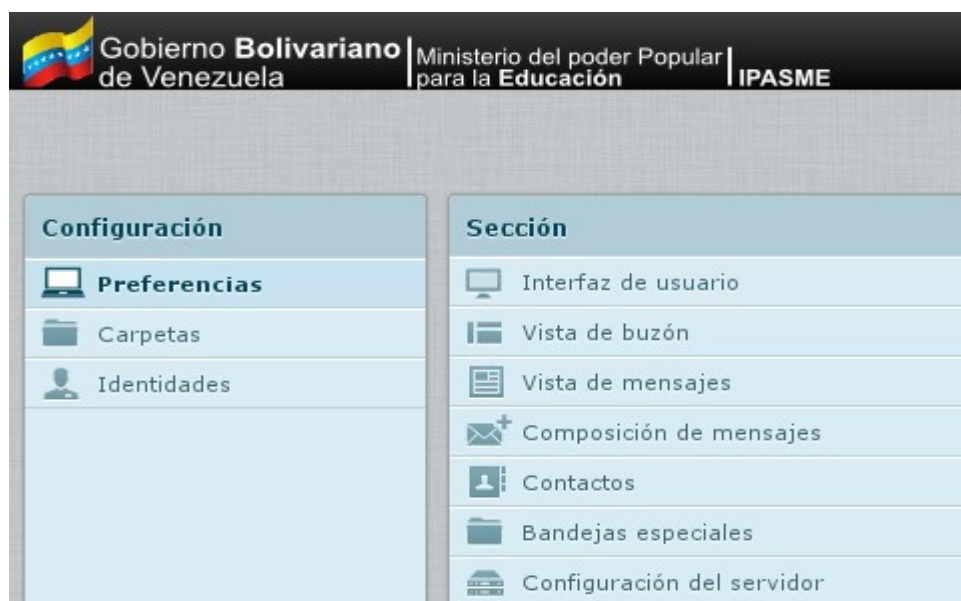 Gobierno Bolivariano
de Venezuela
Ministerio del poder Popular
para la Educación
IPASME
Configuración
Preferencias
Carpetas
Identidades
Sección
Interfaz de usuario
Vista de buzón
Vista de mensajes
Composición de mensajes
Contactos
Bandejas especiales
Configuración del servidor